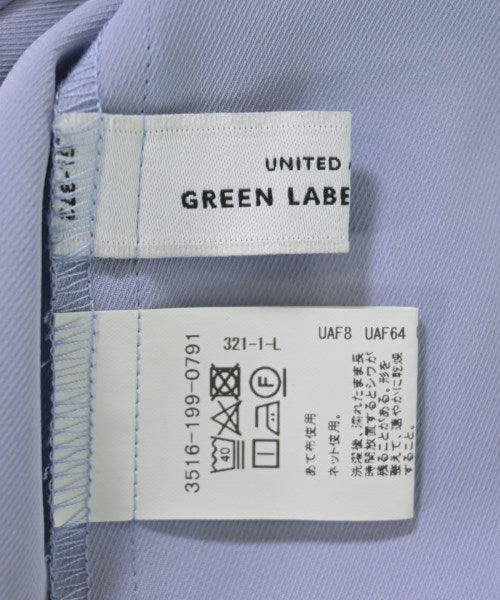 UNITED
GREEN LABE
3516-199-0791
321-1-L
UAF8 UAF64
40
F
あて布使用。
ネット使用。
洗濯後、濡れたまま長
時間放置するとシワが
残ることがある。形を
整えて、速やかに乾燥
すること。